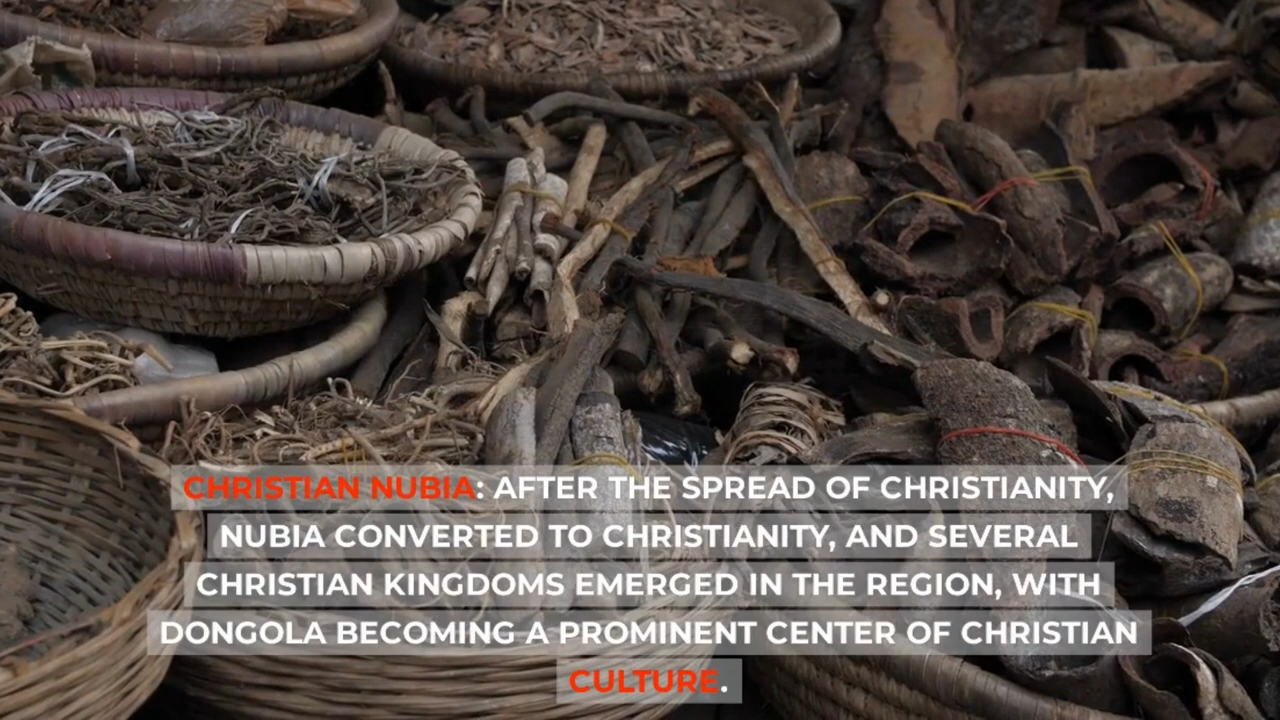 CHRISTIAN NUBIA: AFTER THE SPREAD OF CHRISTIANITY,
NUBIA CONVERTED TO CHRISTIANITY, AND SEVERAL
CHRISTIAN KINGDOMS EMERGED IN THE REGION, WITH
DONGOLA BECOMING A PROMINENT CENTER OF CHRISTIAN
CULTURE.